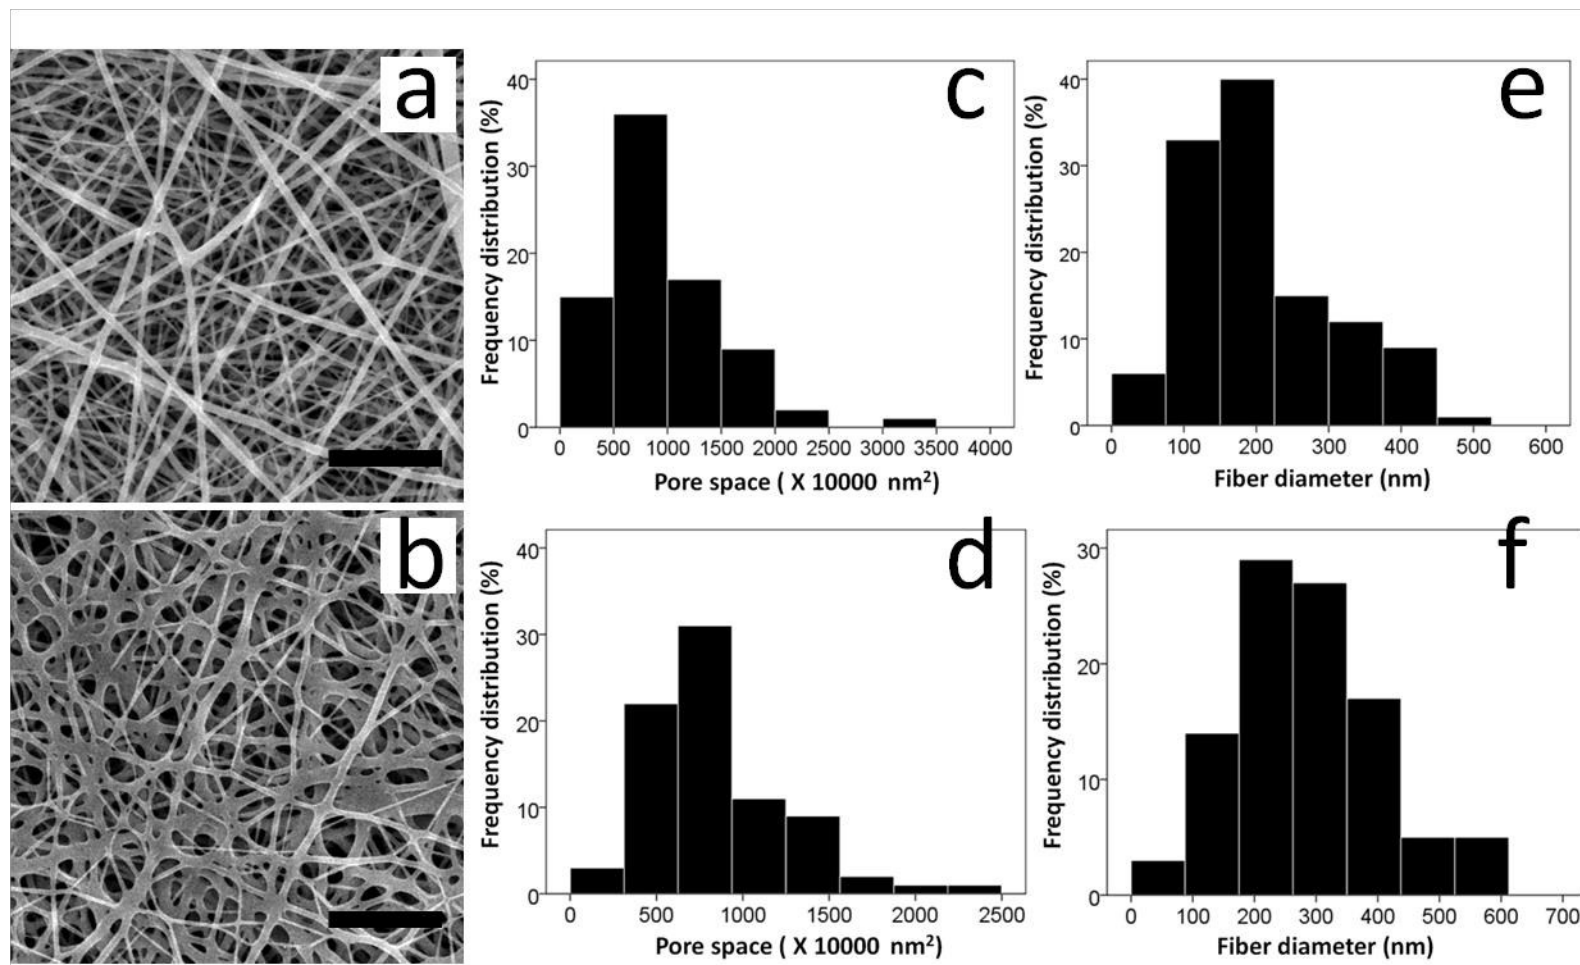 a
c
Frequency distribution (%)
40
30
20
10
0
0 500 1000 1500 2000 2500 3000 3500 4000
Pore space ( X 10000 nm²)
e
Frequency distribution (%)
40
30
20
10
0
0 100 200 300 400 500 600
Fiber diameter (nm)
b
d
Frequency distribution (%)
40
30
20
10
0
0 500 1000 1500 2000 2500
Pore space ( X 10000 nm²)
f
Frequency distribution (%)
30
20
10
0
0 100 200 300 400 500 600 700
Fiber diameter (nm)